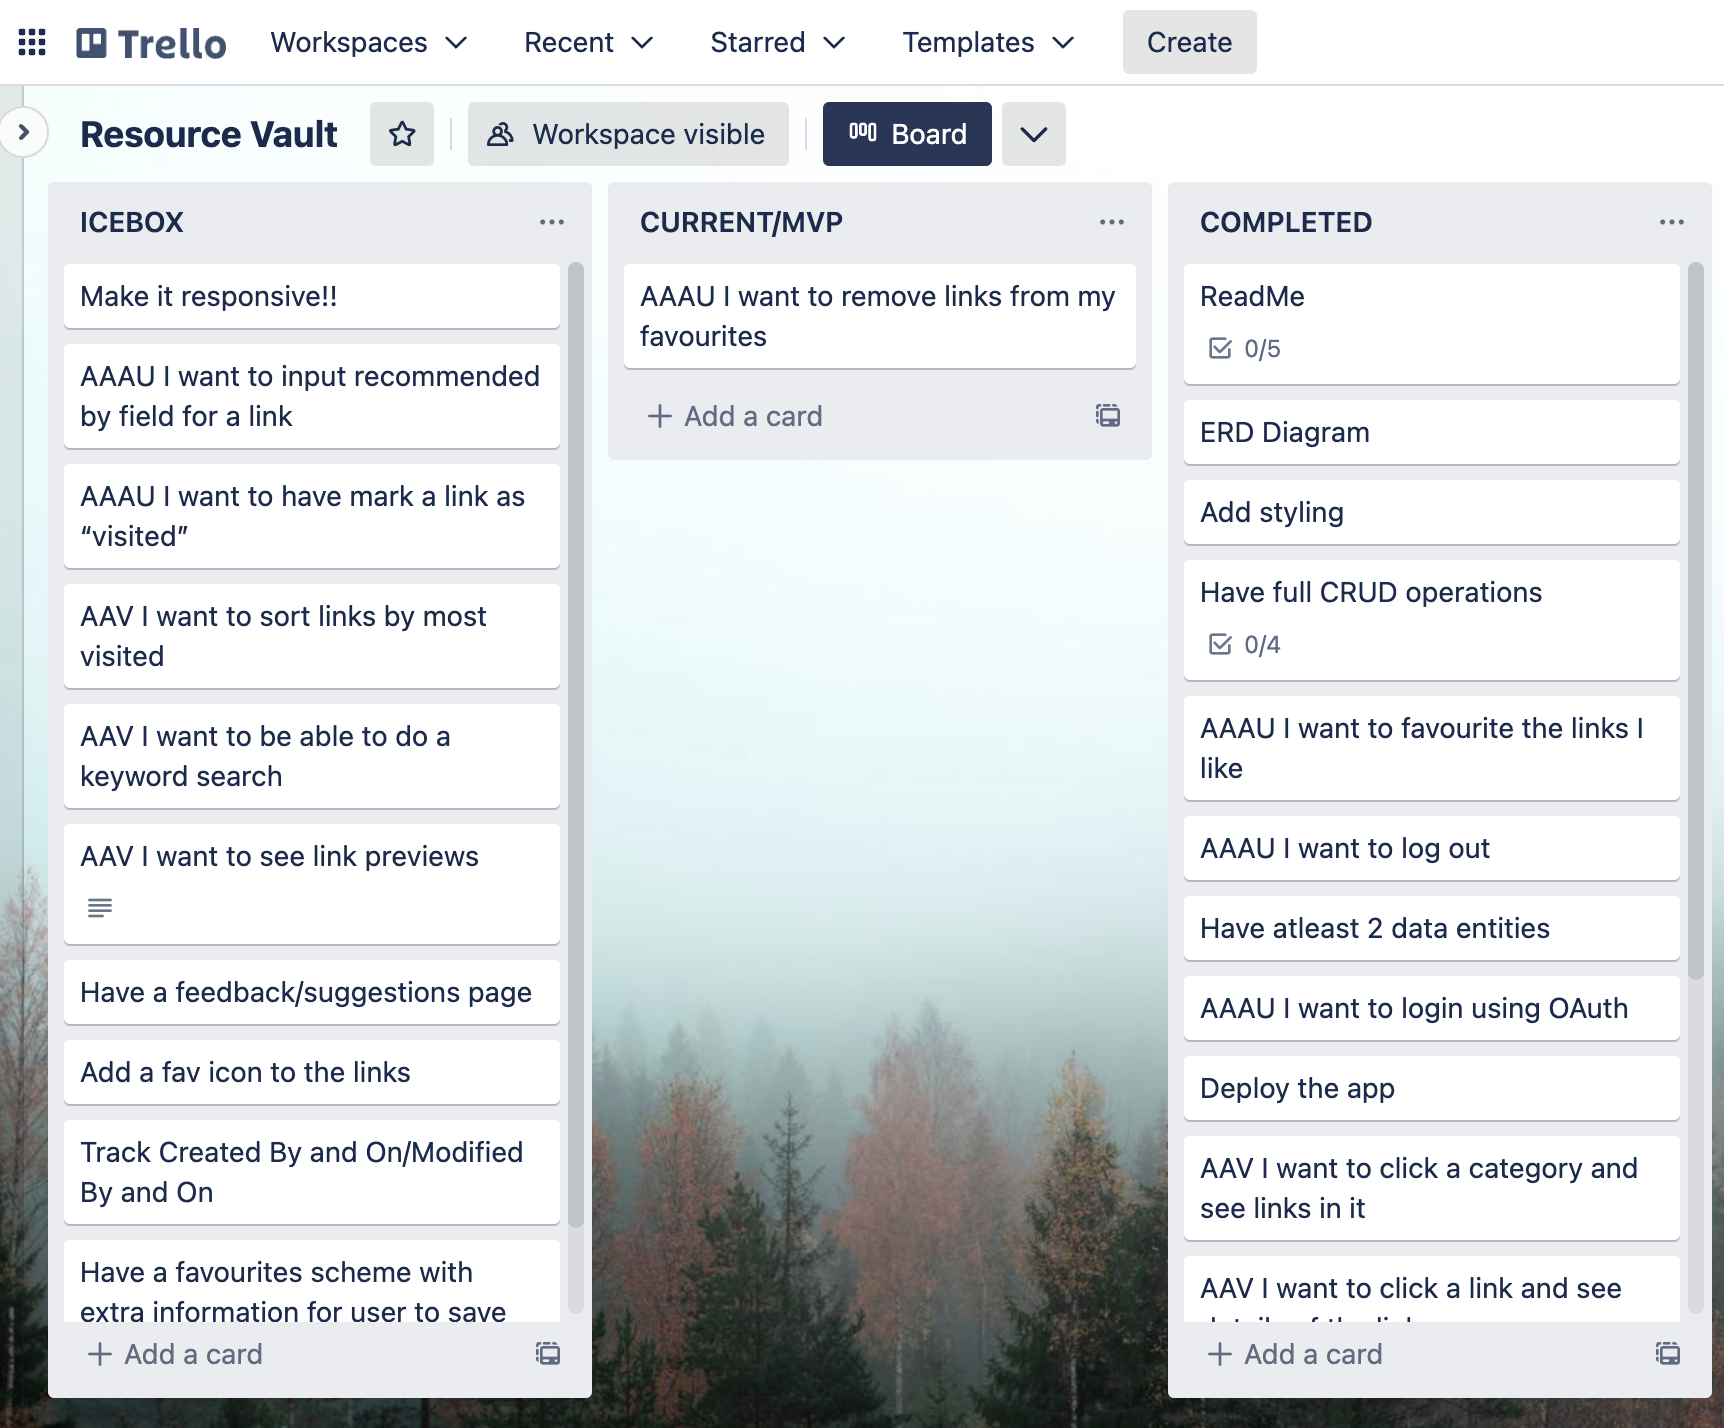 Trello
Workspaces
Recent
Starred
Templates
Create
Resource Vault
Workspace visible
Board
ICEBOX
Make it responsive!!
AAAU I want to input recommended
by field for a link
AAAU I want to have mark a link as
“visited”
AAV I want to sort links by most
visited
AAV I want to be able to do a
keyword search
AAV I want to see link previews
Have a feedback/suggestions page
Add a fav icon to the links
Track Created By and On/Modified
By and On
Have a favourites scheme with
extra information for user to save
Add a card
CURRENT/MVP
AAAU I want to remove links from my
favourites
Add a card
COMPLETED
ReadMe
0/5
ERD Diagram
Add styling
Have full CRUD operations
0/4
AAAU I want to favourite the links I
like
AAAU I want to log out
Have atleast 2 data entities
AAAU I want to login using OAuth
Deploy the app
AAV I want to click a category and
see links in it
AAV I want to click a link and see
Add a card